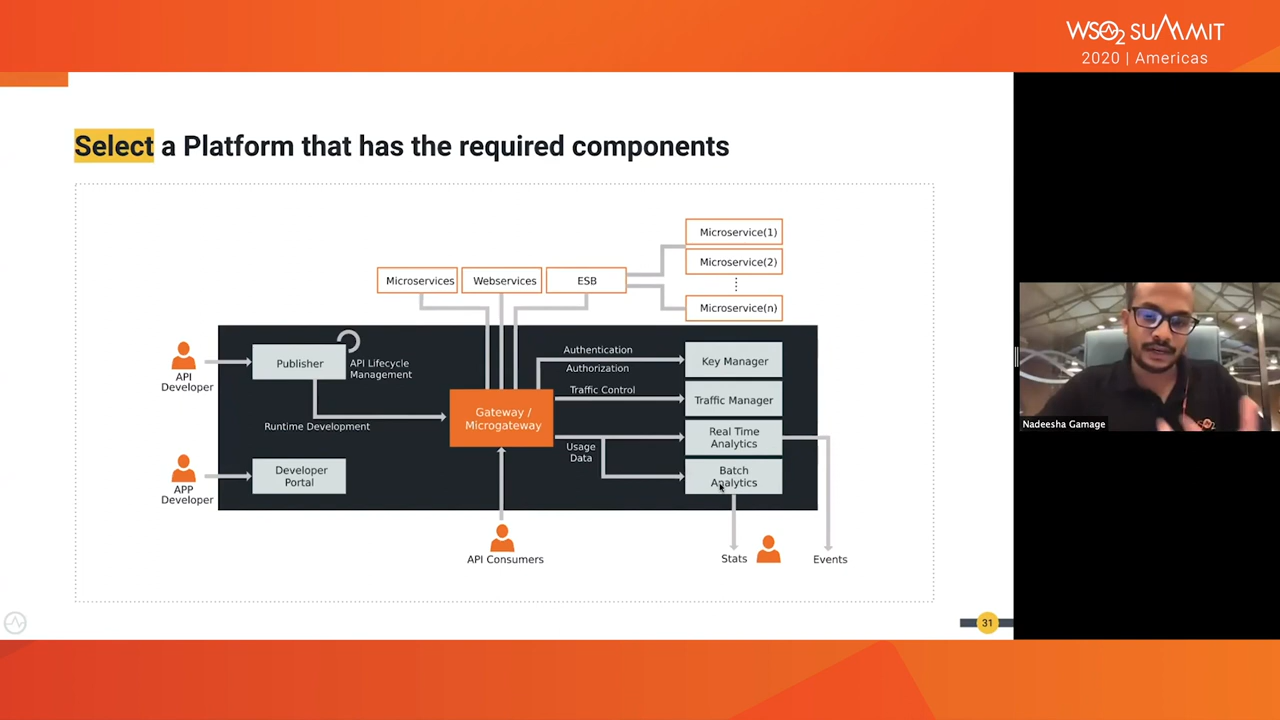 WSO2 SUMMIT
2020 | Americas
Select a Platform that has the required components
Microservice(1)
Microservice(2)
Microservice(n)
Microservices
Webservices
ESB
API
Developer
Publisher
API Lifecycle
Management
Runtime Development
APP
Developer
Developer
Portal
Gateway /
Microgateway
Authentication
Authorization
Traffic Control
Usage
Data
Key Manager
Traffic Manager
Real Time
Analytics
Batch
Analytics
API Consumers
Stats
Events
31
Nadeesha Gamage